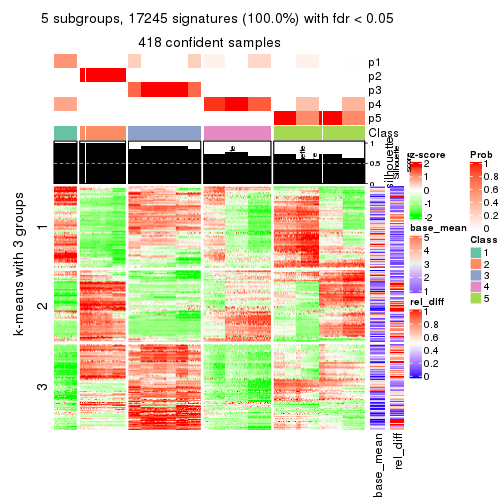 5 subgroups, 17245 signatures (100.0%) with fdr < 0.05
418 confident samples
p1
p2
p3
p4
p5
Class
1
0.5
0
silhouette
Silhouette
k-means with 3 groups
1
2
3
base_mean
rel_diff
z-score
2
1
0
-1
-2
base_mean
5
4
3
2
1
rel_diff
1
0.8
0.6
0.4
0.2
0
Prob
1
0.8
0.6
0.4
0.2
0
Class
1
2
3
4
5